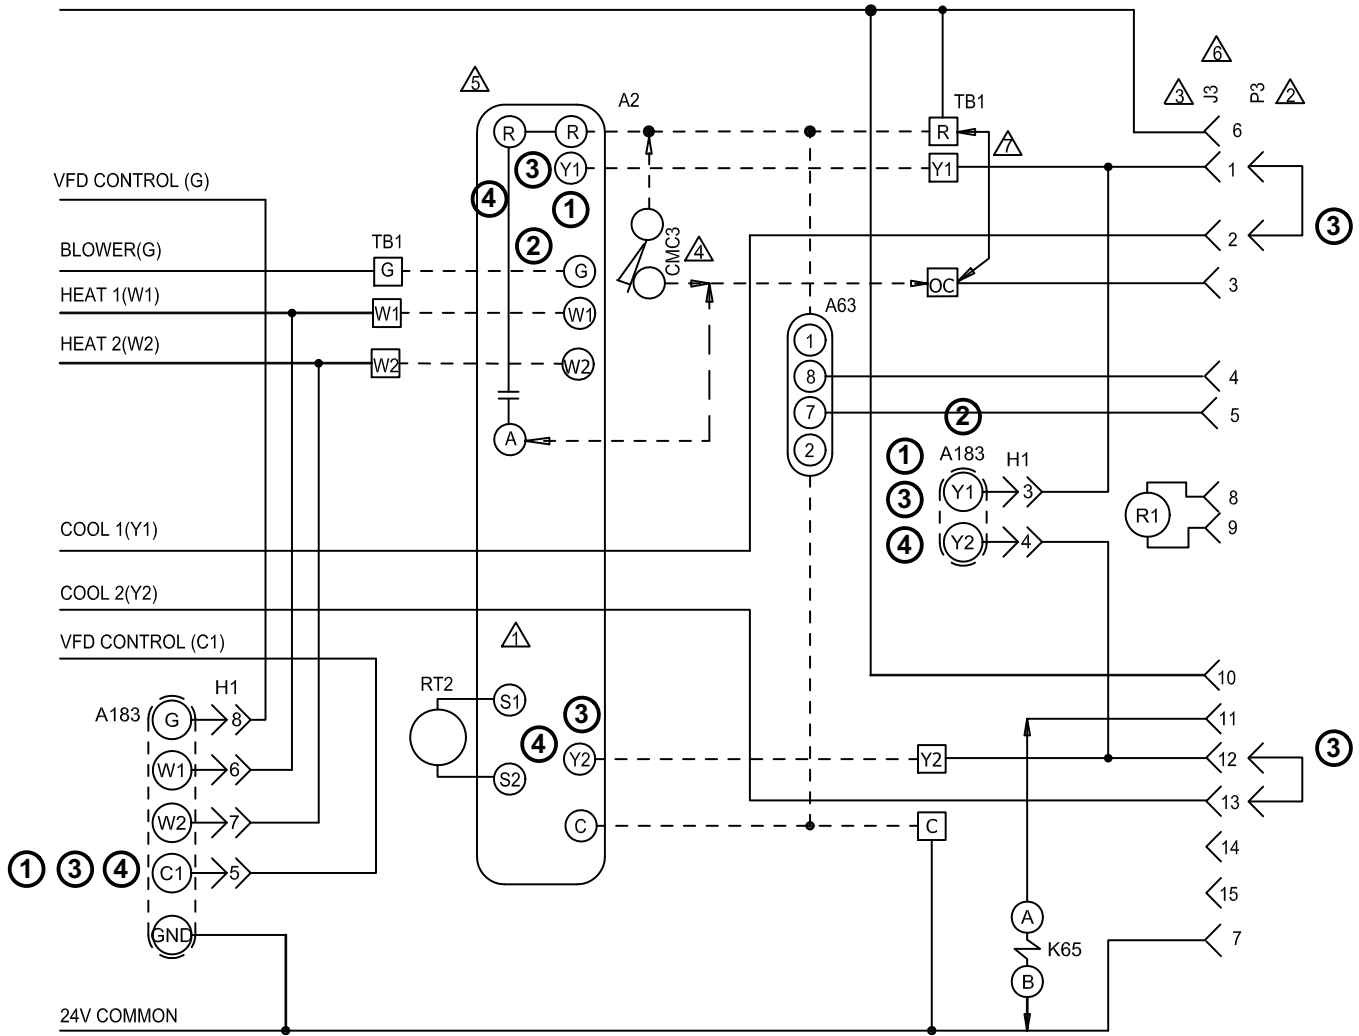 6
5
A2
TB1
3
J3
P3
2
R
R
R
7
6
3
Y1
Y1
1
VFD CONTROL (G)
4
1
2
3
BLOWER(G)
TB1
2
CMC3
4
G
G
OC
3
HEAT 1(W1)
W1
W1
A63
HEAT 2(W2)
W2
W2
1
8
4
7
5
2
A
2
1
A183
H1
3
Y1
3
R1
8
9
4
Y2
4
COOL 1(Y1)
COOL 2(Y2)
VFD CONTROL (C1)
1
RT2
S1
S2
3
4
Y2
Y2
C
C
10
11
12
3
13
14
15
7
A183
H1
G
8
W1
6
W2
7
1
3
4
C1
5
GND
A
K65
B
24V COMMON